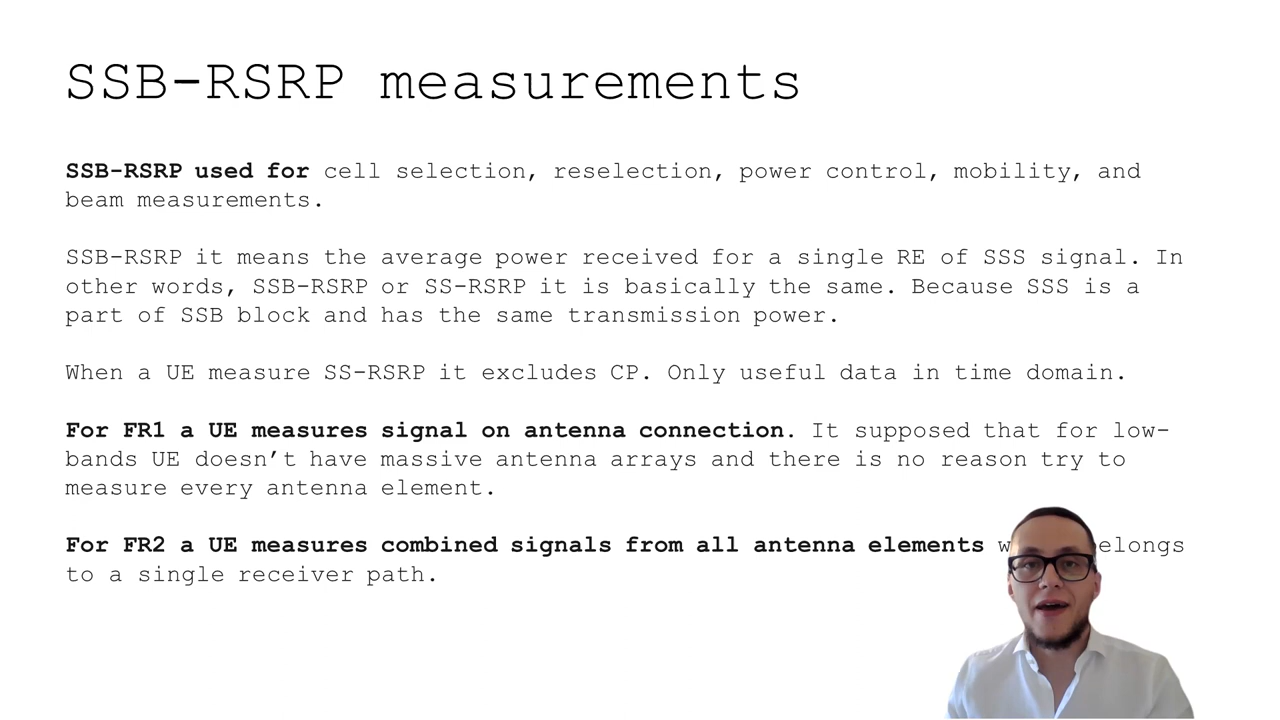 SSB-RSRP measurements
SSB-RSRP used for cell selection, reselection, power control, mobility, and
beam measurements.
SSB-RSRP it means the average power received for a single RE of SSS signal. In
other words, SSB-RSRP or SS-RSRP it is basically the same. Because SSS is a
part of SSB block and has the same transmission power.
When a UE measure SS-RSRP it excludes CP. Only useful data in time domain.
For FR1 a UE measures signal on antenna connection. It supposed that for low-
bands UE doesn’t have massive antenna arrays and there is no reason try to
measure every antenna element.
For FR2 a UE measures combined signals from all antenna elements
to a single receiver path.